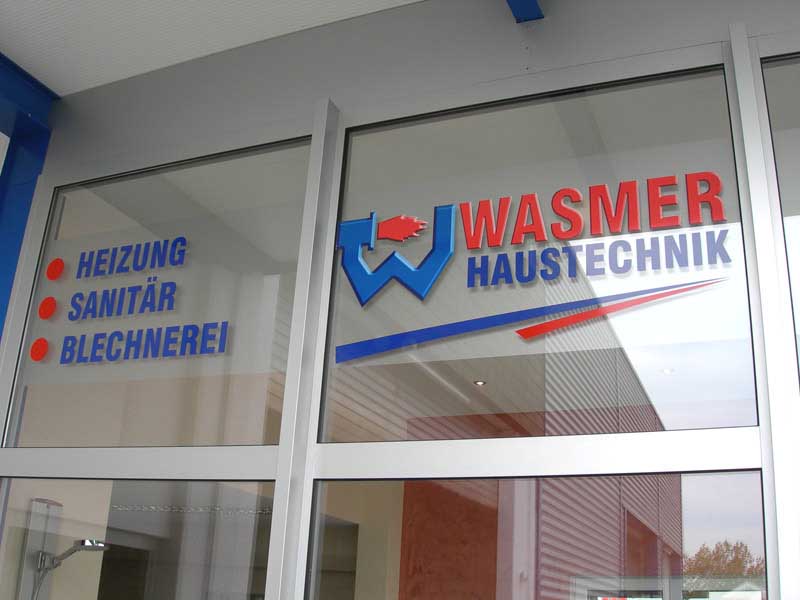 HEIZUNG
SANITÄR
BLECHNEREI
W WASMER
HAUSTECHNIK